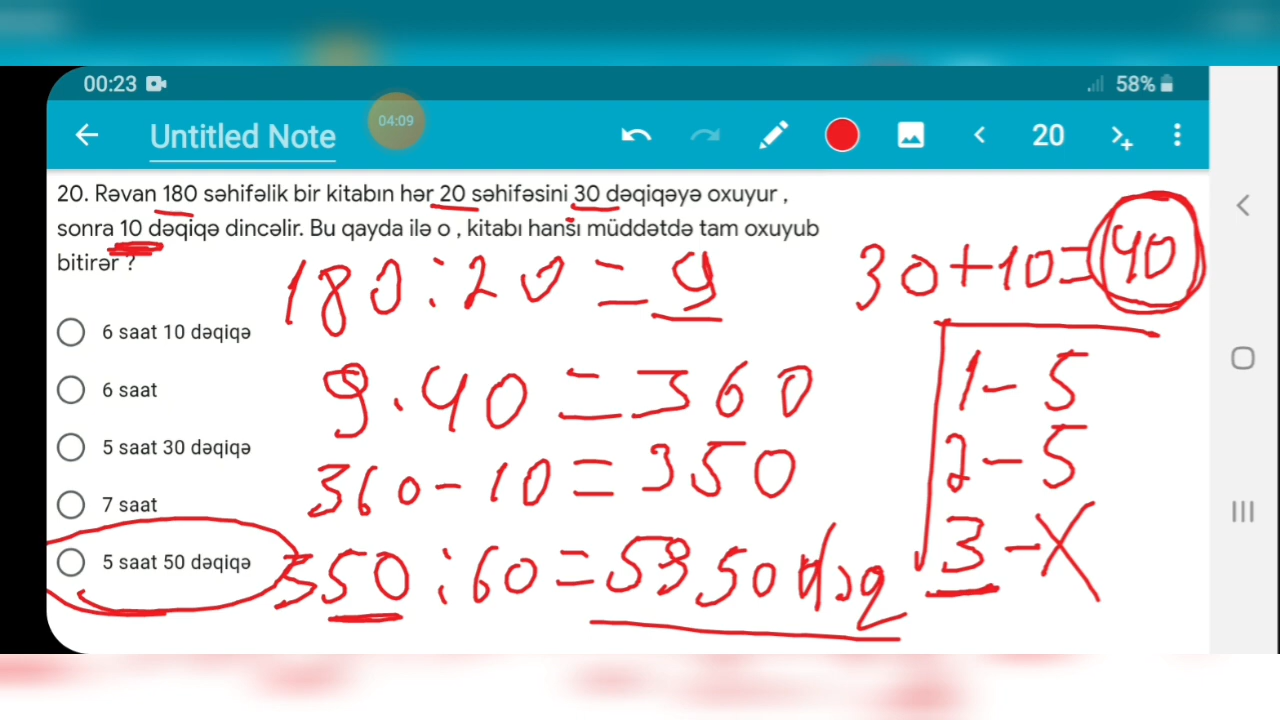 00:23 58%
Untitled Note 04:09 20
20. Rəvan 180 səhifəlik bir kitabın hər 20 səhifəsini 30 dəqiqəyə oxuyur ,
sonra 10 dəqiqə dincəlir. Bu qayda ilə o , kitabı hansı müddətdə tam oxuyub
bitirər ?
180:20=9
30+10=40
6 saat 10 dəqiqə
6 saat
5 saat 30 dəqiqə
7 saat
5 saat 50 dəqiqə
9·40=360
360-10=350
350:60=5 50 dəq
1-5
2-5
3-X